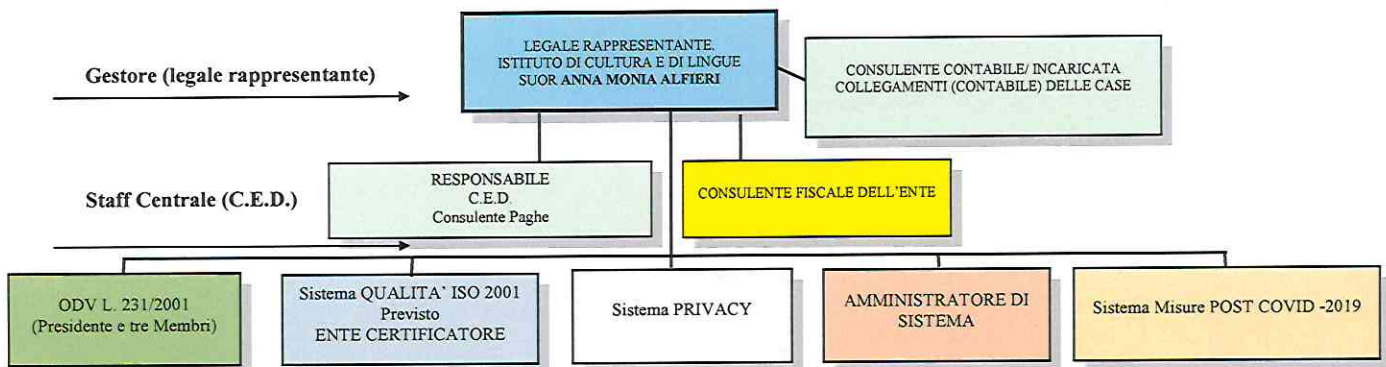 LEGALE RAPPRESENTANTE.
ISTITUTO DI CULTURA E DI LINGUE
SUOR ANNA MONIA ALFIERI
Gestore (legale rappresentante)
CONSULENTE CONTABILE/ INCARICATA
COLLEGAMENTI (CONTABILE) DELLE CASE
Staff Centrale (C.E.D.)
RESPONSABILE
C.E.D.
Consulente Paghe
CONSULENTE FISCALE DELL'ENTE
ODV L. 231/2001
(Presidente e tre Membri)
Sistema QUALITA` ISO 2001
Previsto
ENTE CERTIFICATORE
Sistema PRIVACY
AMMINISTRATORE DI
SISTEMA
Sistema Misure POST COVID -2019